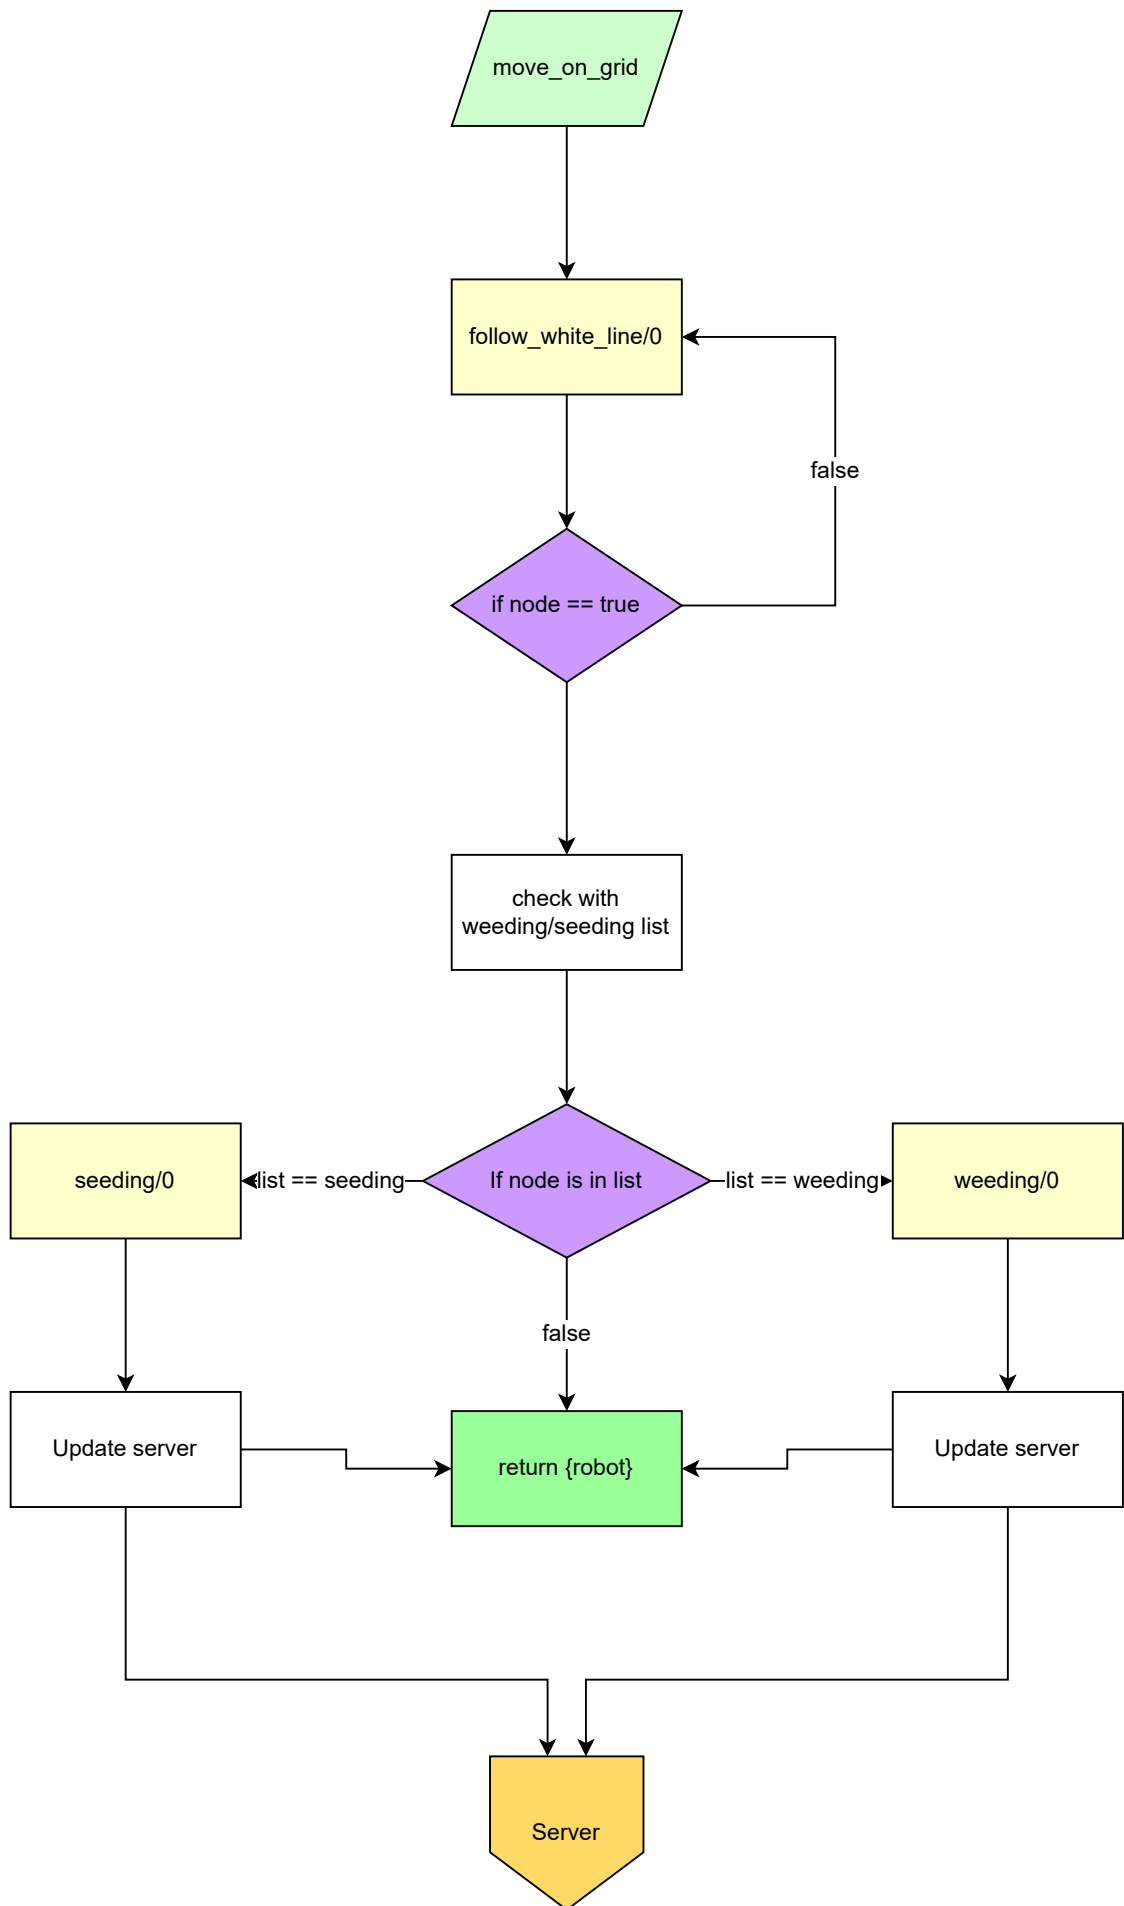 move_on_grid
follow_white_line/0
false
if node == true
check with
weeding/seeding list
seeding/0
list == seeding
If node is in list
list == weeding
weeding/0
false
Update server
return {robot}
Update server
Server